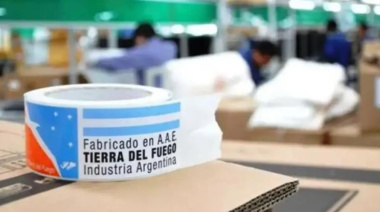 Fabricado en A.A.E.
TIERRA DEL FUEGO
Industria Argentina